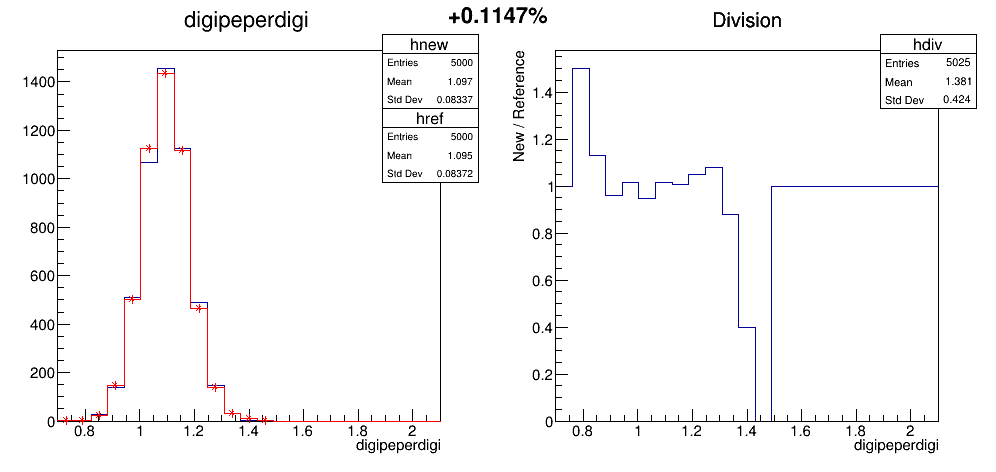 digipeperdigi
+0.1147%
Division
hnew
Entries 5000
Mean 1.097
Std Dev 0.08337
href
Entries 5000
Mean 1.095
Std Dev 0.08372
1400
1200
1000
800
600
400
200
0
0.8 1 1.2 1.4 1.6 1.8 2
digipeperdigi
hdiv
Entries 5025
Mean 1.381
Std Dev 0.424
New / Reference
1.4
1.2
1
0.8
0.6
0.4
0.2
0
0.8 1 1.2 1.4 1.6 1.8 2
digipeperdigi